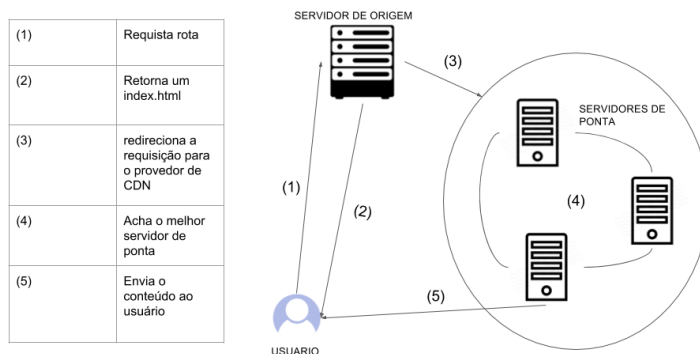 (1)
Requista rota
(2)
Retorna um
index.html
(3)
redireciona a
requisição para
o provedor de
CDN
(4)
Acha o melhor
servidor de
ponta
(5)
Envia o
conteúdo ao
usuário
SERVIDOR DE ORIGEM
(3)
SERVIDORES DE
PONTA
(1)
(2)
(4)
(5)
USUARIO